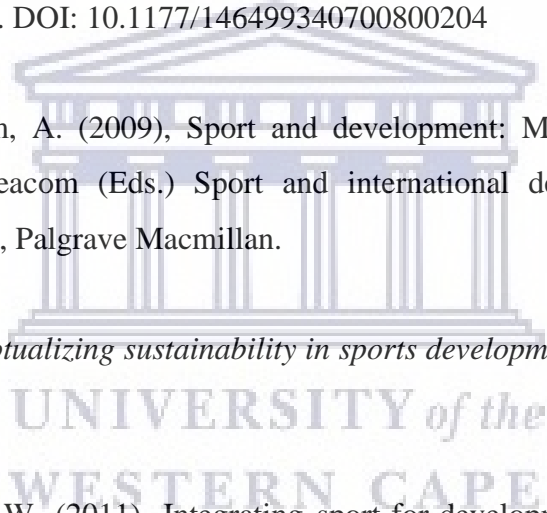 . DOI: 10.1177/146499340700800204
n, A. (2009), Sport and development: M
eacom (Eds.) Sport and international de
, Palgrave Macmillan.
ptualizing sustainability in sports developm
UNIVERSITY of the
WESTERN CAPE
W. (2011). Integrating sport for develop